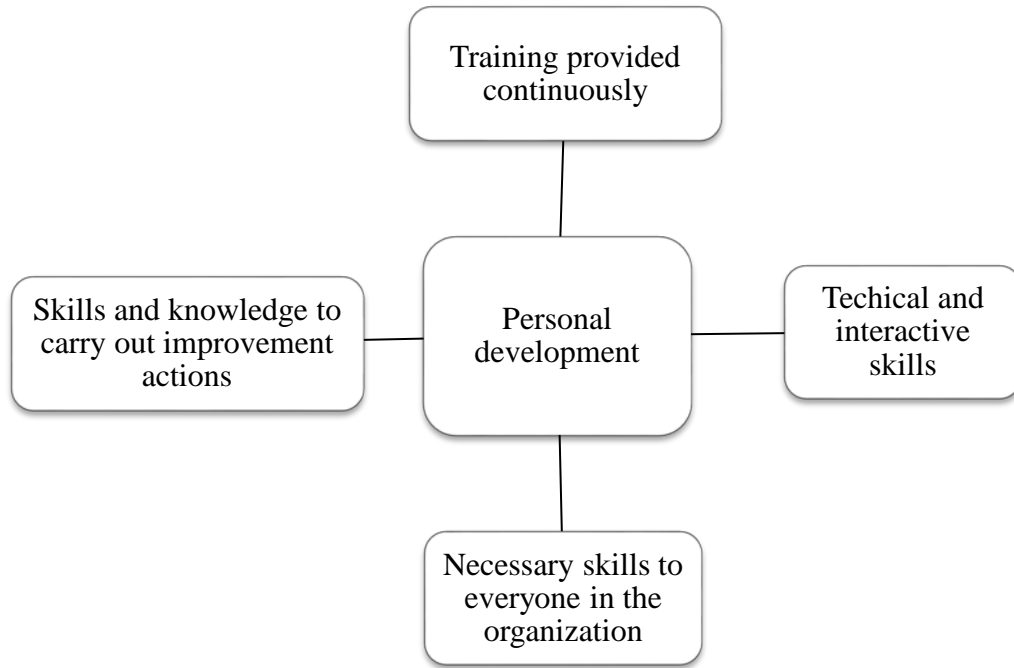 Training provided
continuously
Skills and knowledge to
carry out improvement
actions
Personal
development
Techical and
interactive
skills
Necessary skills to
everyone in the
organization